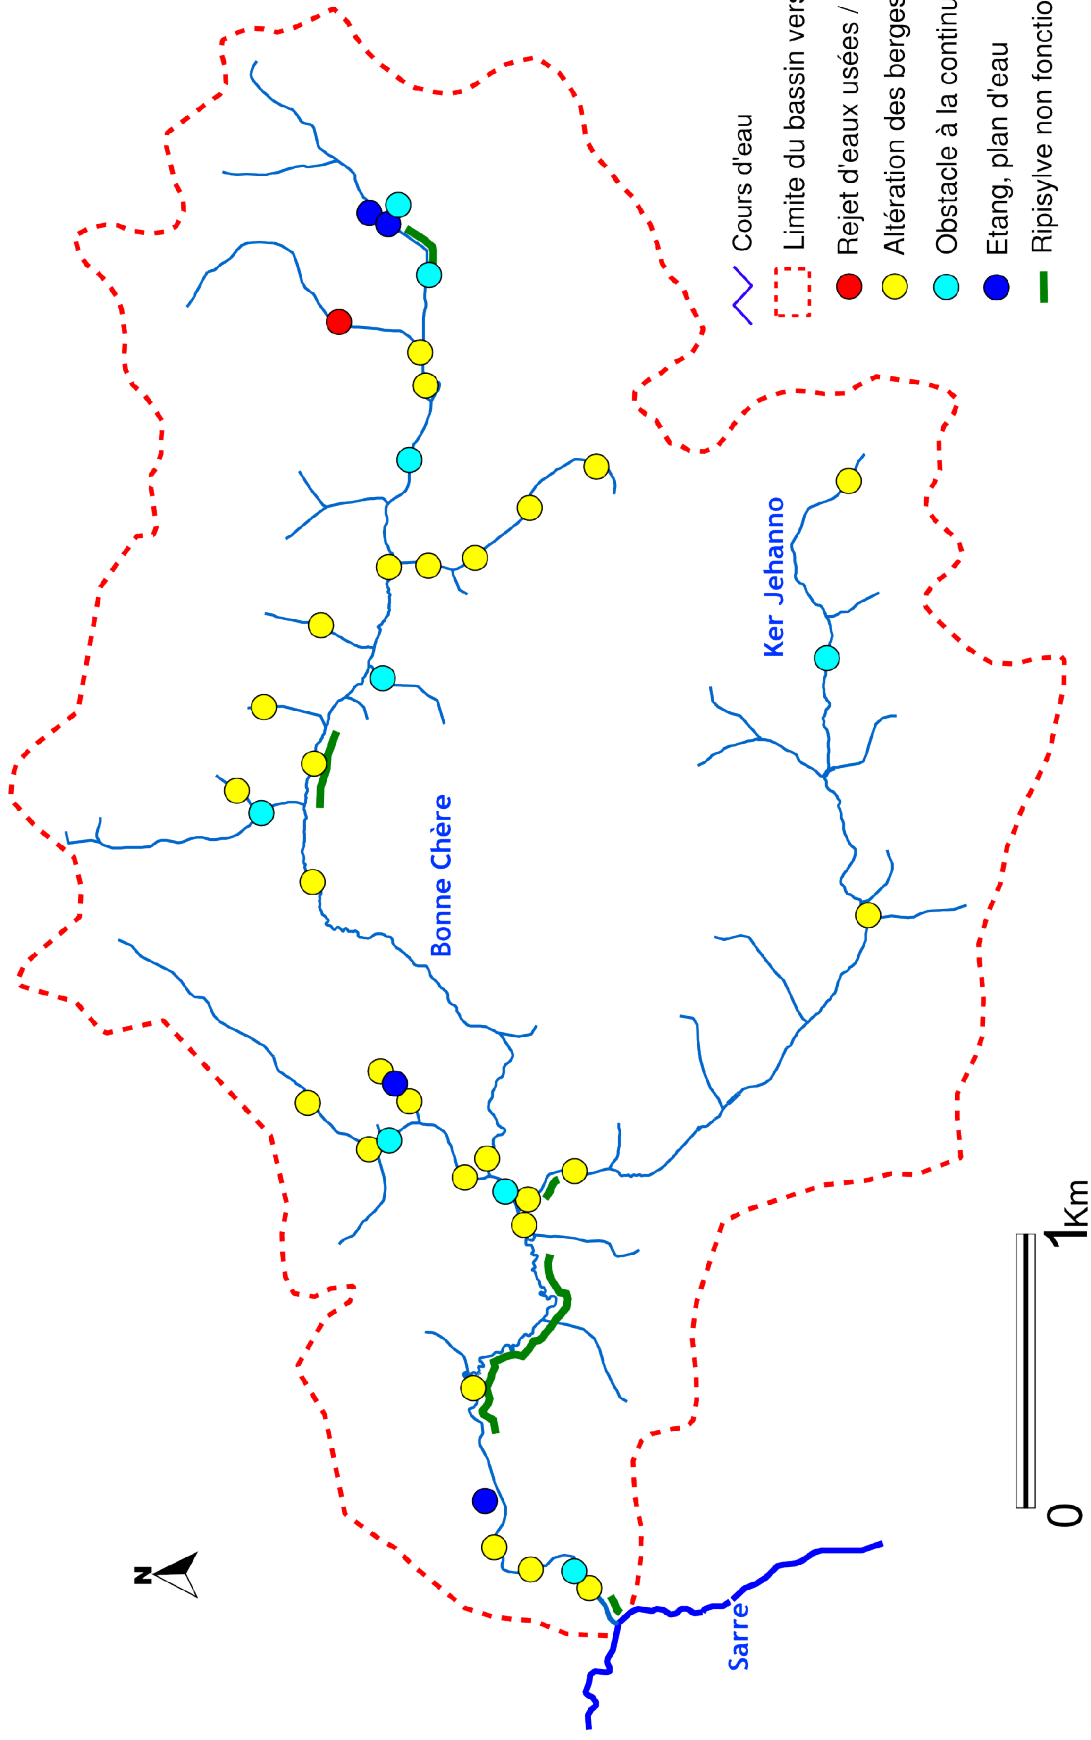 N
Bonne Chère
Ker Jehanno
Sarre
Cours d'eau
Limite du bassin vers
Rejet d'eaux usées /
Altération des berges
Obstacle à la continu
Etang, plan d'eau
Ripisylve non fonctio
0
1Km